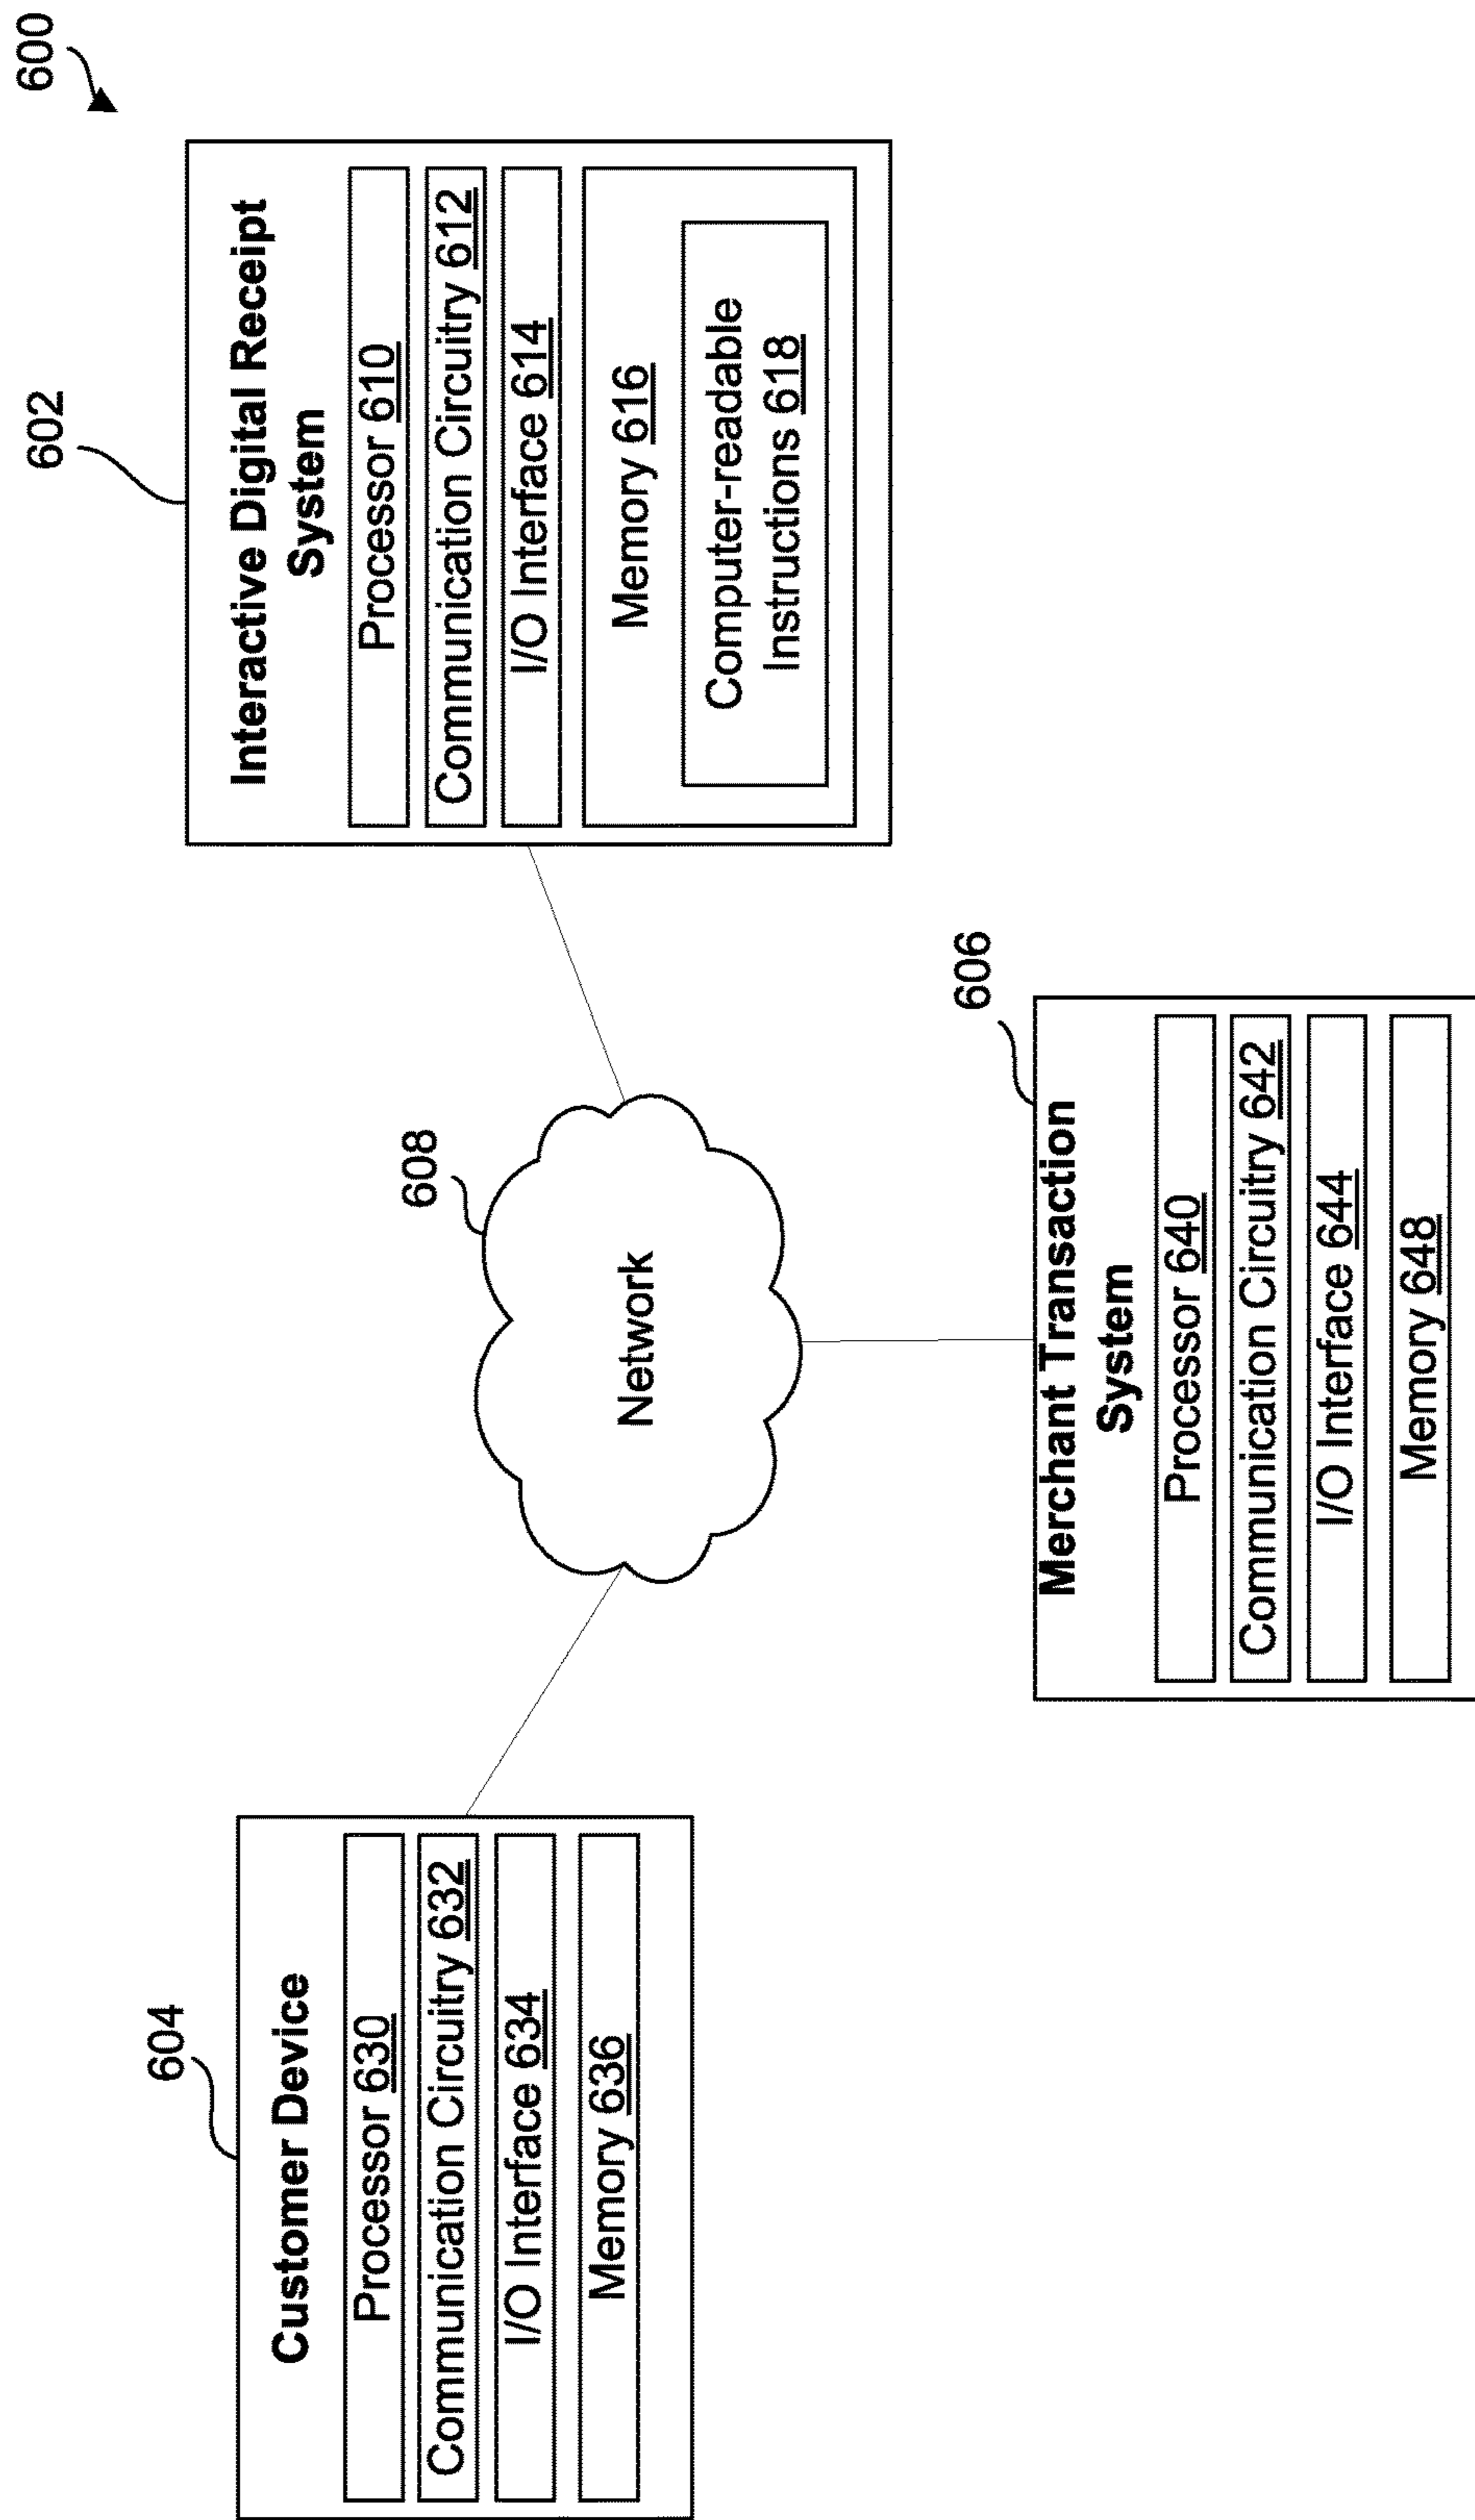 600
602
Interactive Digital Receipt
System
Processor 610
Communication Circuitry 612
I/O Interface 614
Memory 616
Computer-readable
Instructions 618
604
Customer Device
Processor 630
Communication Circuitry 632
I/O Interface 634
Memory 636
608
Network
606
Merchant Transaction
System
Processor 640
Communication Circuitry 642
I/O Interface 644
Memory 648